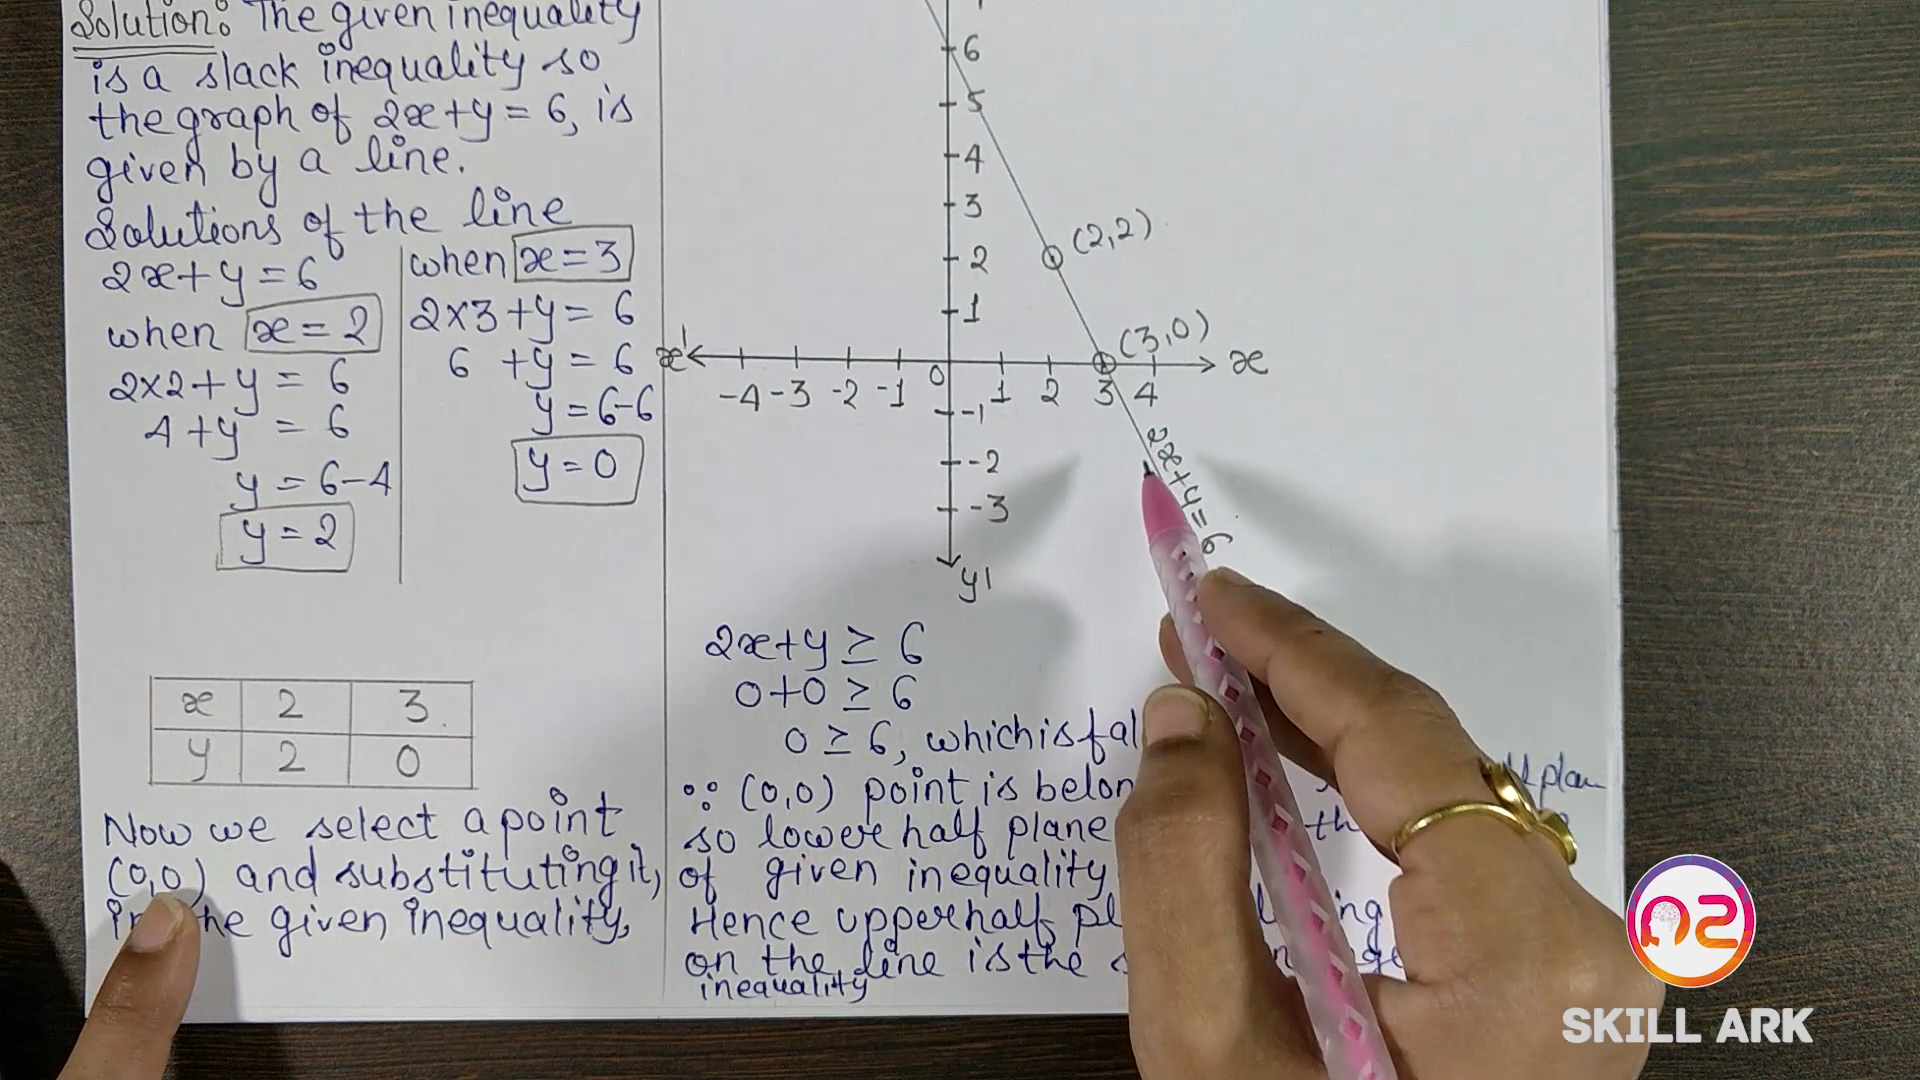 Solution: The given inequality
is a slack inequality so
the graph of 2x+y = 6, is
given by a line.
Solutions of the line
2x+y = 6
when x = 2
2×2+y = 6
4+y = 6
y = 6-4
y = 2
when x = 3
2×3+y = 6
6 +y = 6
y = 6-6
y = 0
x 2 3
y 2 0
Now we select a point
(0,0) and substituting it,
in the given inequality,
6
5
4
3
2
1
(2,2)
(3,0)
x' x
0
-4 -3 -2 -1 1 2 3 4
-1
-2
-3
y'
2x+y=6
2x+y ≥ 6
0+0 ≥ 6
0 ≥ 6, which is
∵ (0,0) point is plan
so lower half plane
of given inequality
Hence upper half
on the line is the
inequality
SKILL ARK